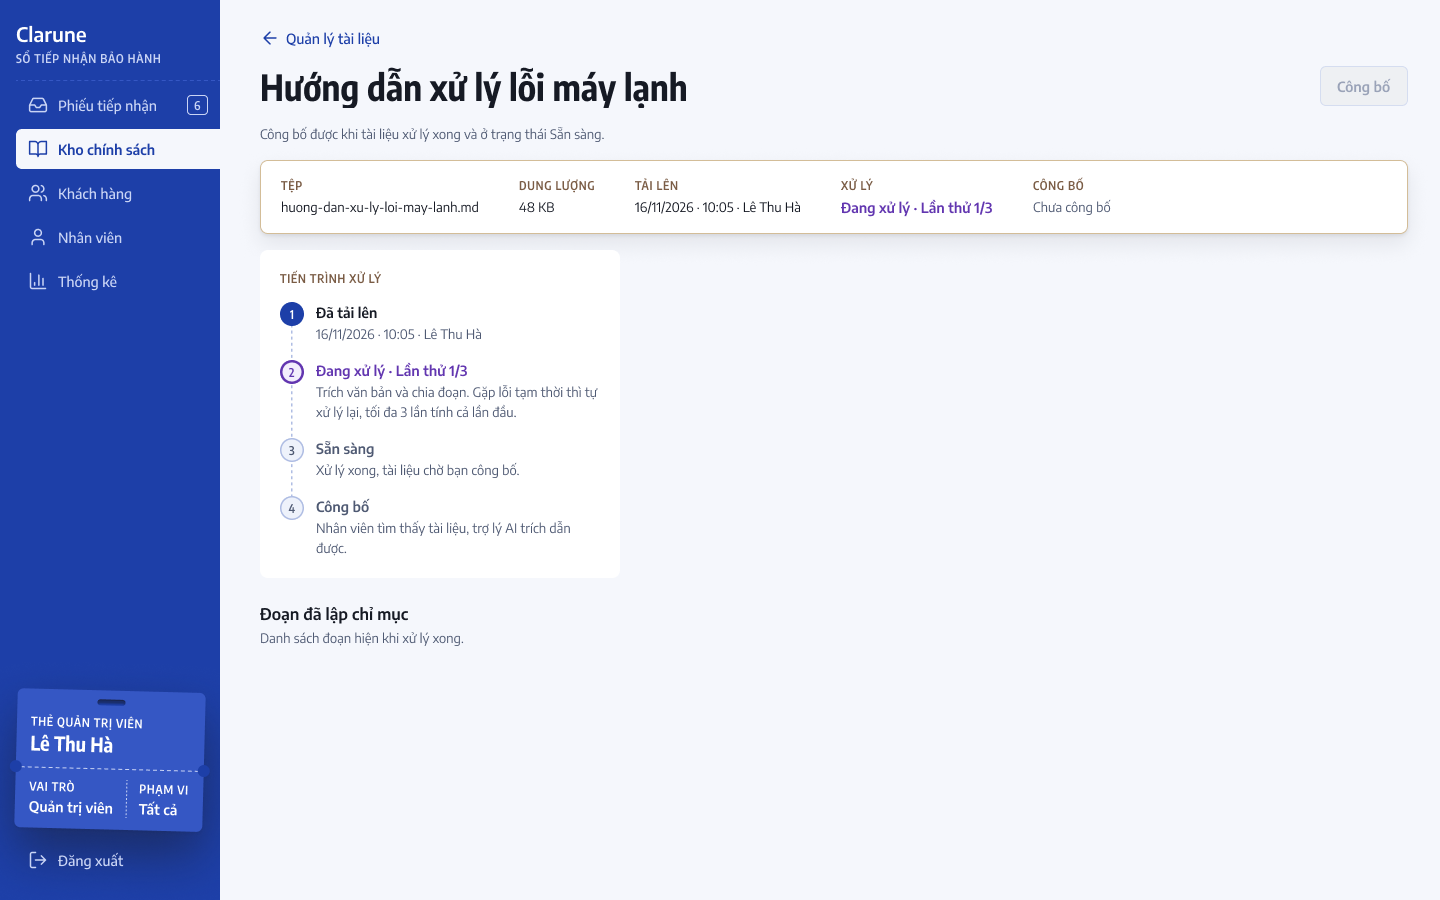 Clarune
SỔ TIẾP NHẬN BẢO HÀNH
Phiếu tiếp nhận 6
Kho chính sách
Khách hàng
Nhân viên
Thống kê
THẺ QUẢN TRỊ VIÊN
Lê Thu Hà
VAI TRÒ
Quản trị viên
PHẠM VI
Tất cả
Đăng xuất
Quản lý tài liệu
Hướng dẫn xử lý lỗi máy lạnh
Công bố
Công bố được khi tài liệu xử lý xong và ở trạng thái Sẵn sàng.
TỆP
huong-dan-xu-ly-loi-may-lanh.md
DUNG LƯỢNG
48 KB
TẢI LÊN
16/11/2026 · 10:05 · Lê Thu Hà
XỬ LÝ
Đang xử lý · Lần thử 1/3
CÔNG BỐ
Chưa công bố
TIẾN TRÌNH XỬ LÝ
1 Đã tải lên
16/11/2026 · 10:05 · Lê Thu Hà
2 Đang xử lý · Lần thử 1/3
Trích văn bản và chia đoạn. Gặp lỗi tạm thời thì tự
xử lý lại, tối đa 3 lần tính cả lần đầu.
3 Sẵn sàng
Xử lý xong, tài liệu chờ bạn công bố.
4 Công bố
Nhân viên tìm thấy tài liệu, trợ lý AI trích dẫn
được.
Đoạn đã lập chỉ mục
Danh sách đoạn hiện khi xử lý xong.